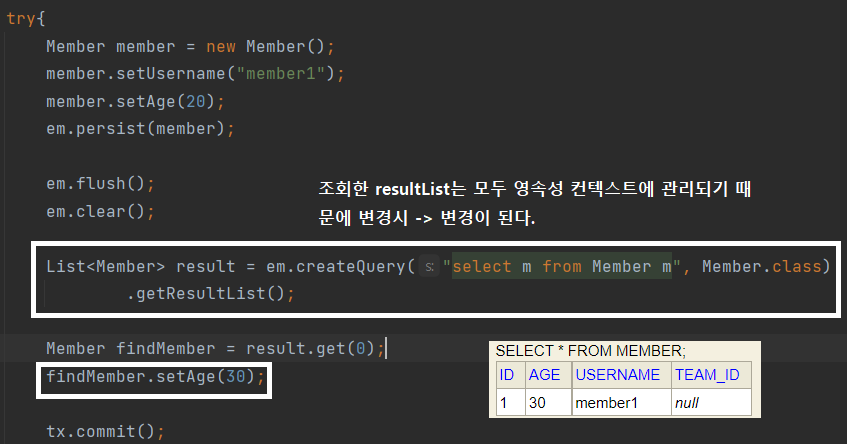 try{
Member member = new Member();
member.setUsername("member1");
member.setAge(20);
em.persist(member);
em.flush();
em.clear();
조회한 resultList는 모두 영속성 컨텍스트에 관리되기 때
문에 변경시 -> 변경이 된다.
List<Member> result = em.createQuery( s: "select m from Member m", Member.class)
.getResultList();
Member findMember = result.get(0);
findMember.setAge(30);
tx.commit();
SELECT * FROM MEMBER;
ID AGE USERNAME TEAM_ID
1 30 member1 null